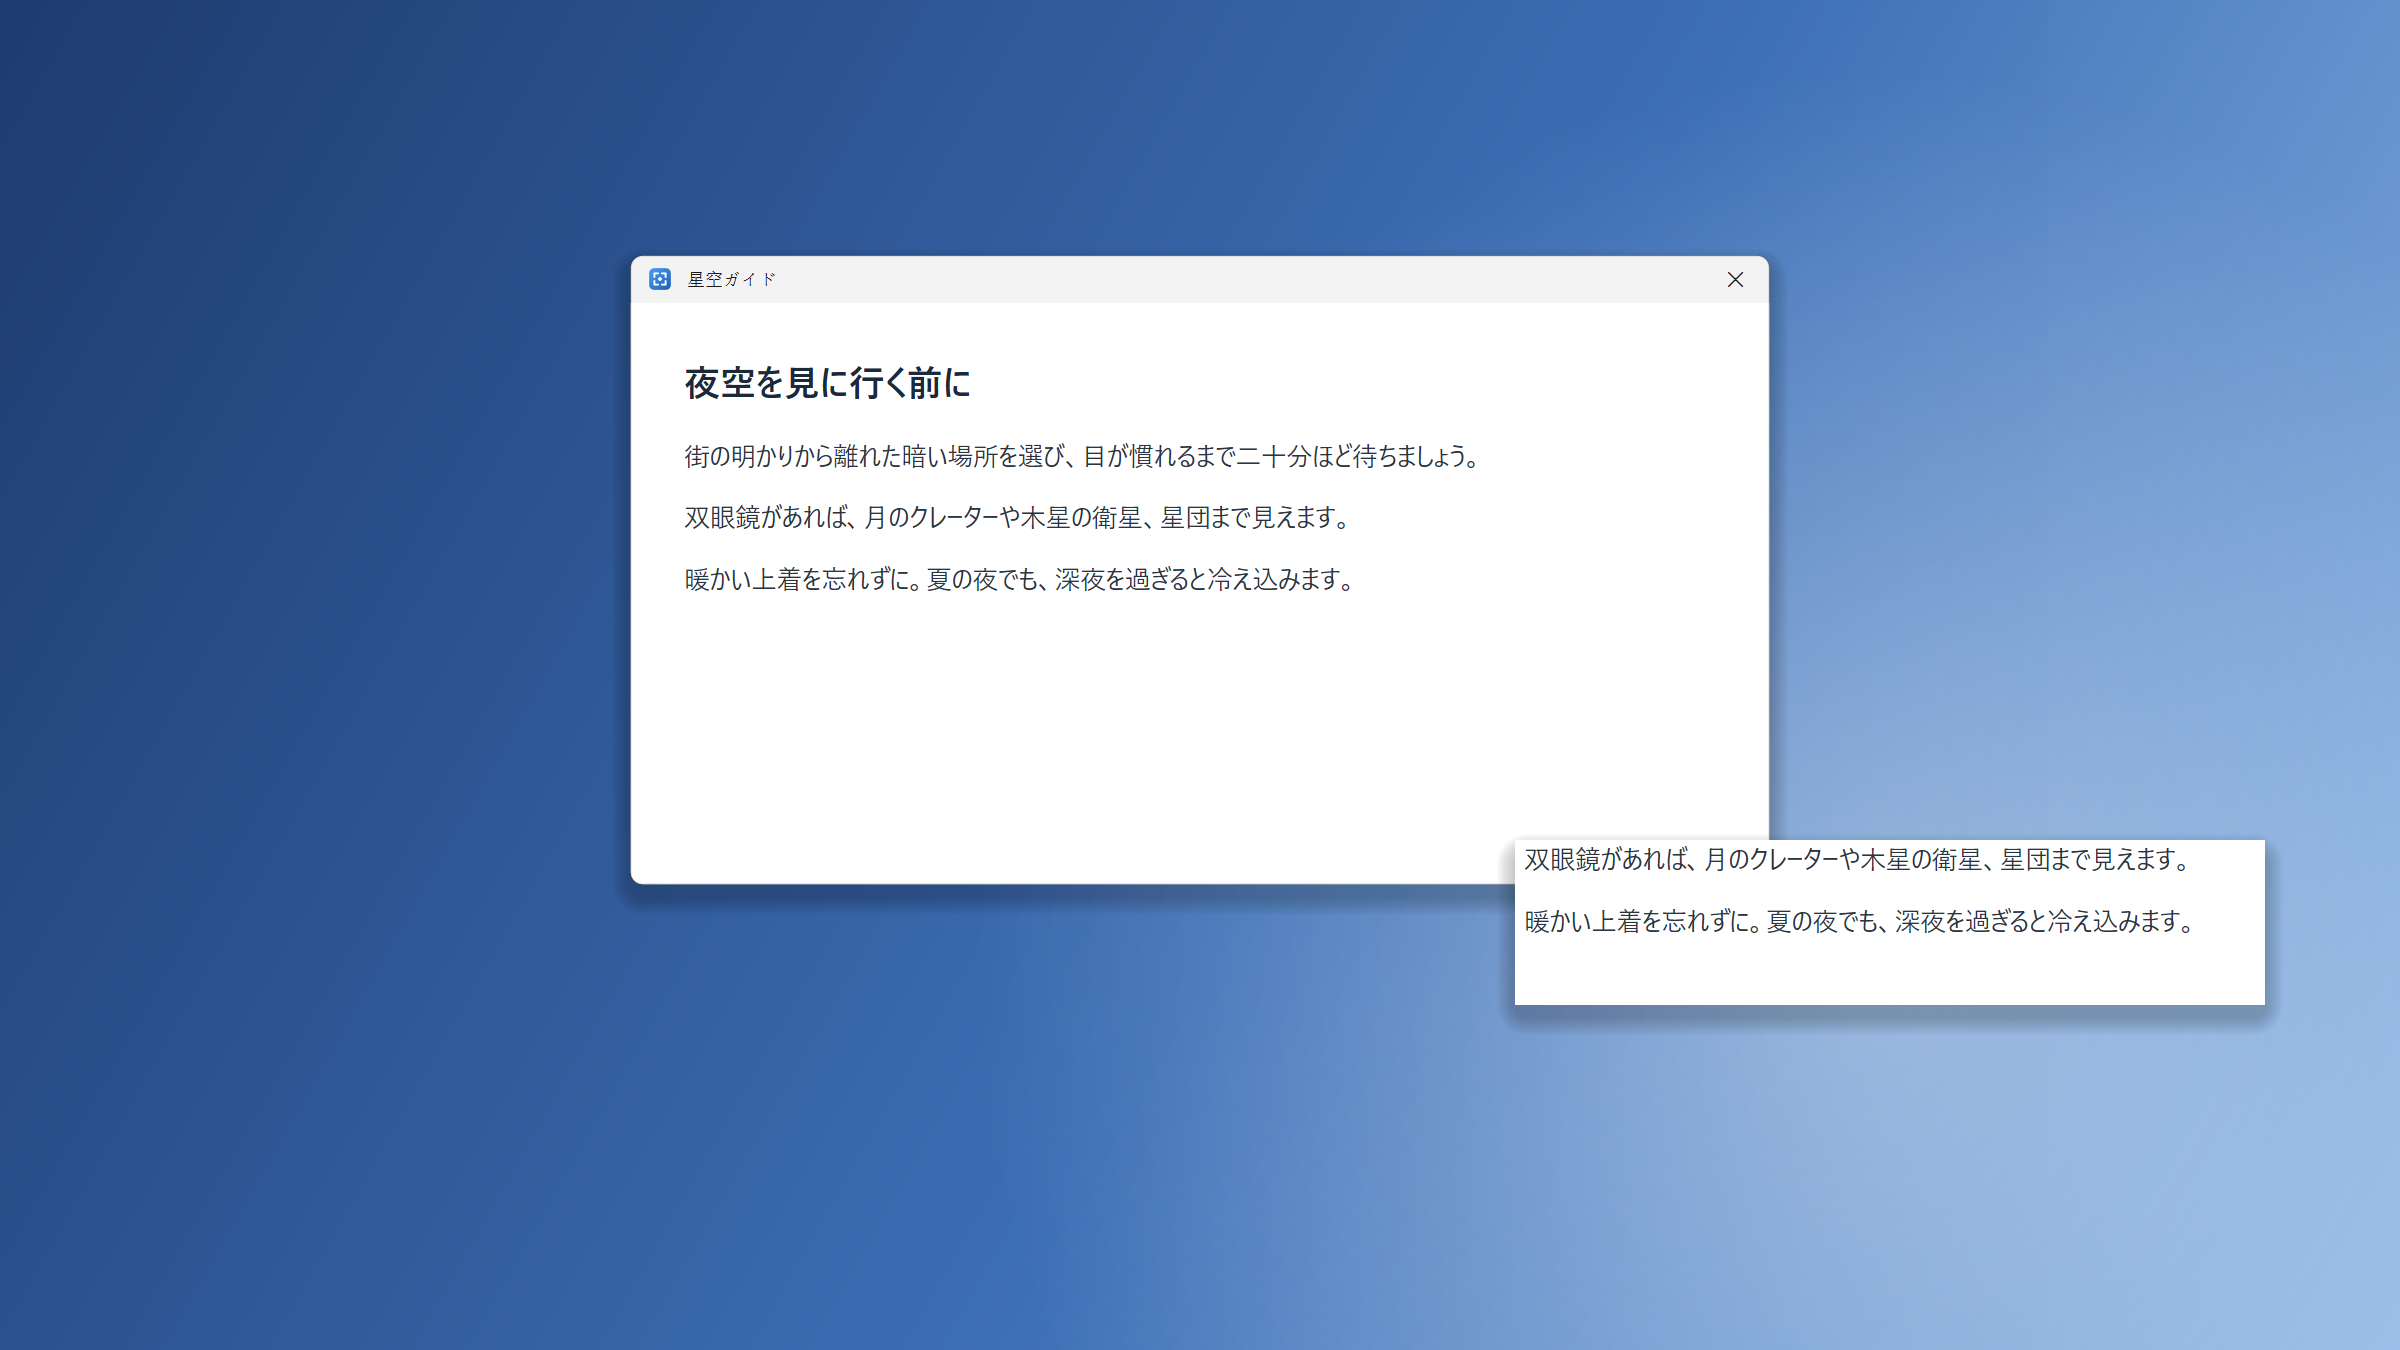 星空ガイド
夜空を見に行く前に
街の明かりから離れた暗い場所を選び、目が慣れるまで二十分ほど待ちましょう。
双眼鏡があれば、月のクレーターや木星の衛星、星団まで見えます。
暖かい上着を忘れずに。夏の夜でも、深夜を過ぎると冷え込みます。
双眼鏡があれば、月のクレーターや木星の衛星、星団まで見えます。
暖かい上着を忘れずに。夏の夜でも、深夜を過ぎると冷え込みます。